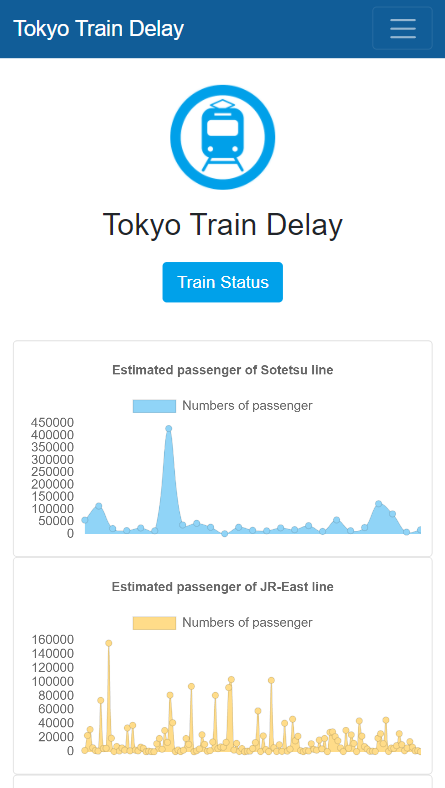 Tokyo Train Delay
Tokyo Train Delay
Train Status
Estimated passenger of Sotetsu line
Numbers of passenger
450000
400000
350000
300000
250000
200000
150000
100000
50000
0
Estimated passenger of JR-East line
Numbers of passenger
160000
140000
120000
100000
80000
60000
40000
20000
0